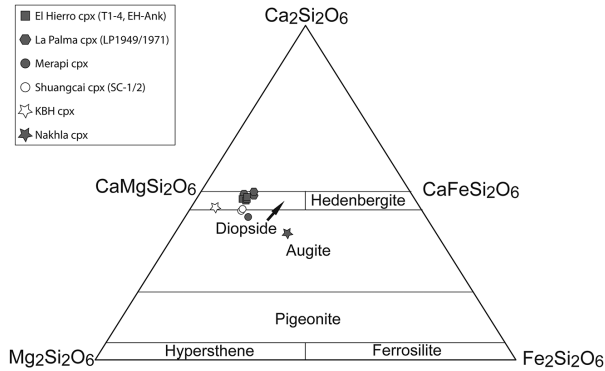 El Hierro cpx (T1-4, EH-Ank)
La Palma cpx (LP1949/1971)
Merapi cpx
Shuangcai cpx (SC-1/2)
KBH cpx
Nakhla cpx
Ca₂Si₂O₆
CaMgSi₂O₆
CaFeSi₂O₆
Hedenbergite
Diopside
Augite
Pigeonite
Hypersthene
Ferrosilite
Mg₂Si₂O₆
Fe₂Si₂O₆